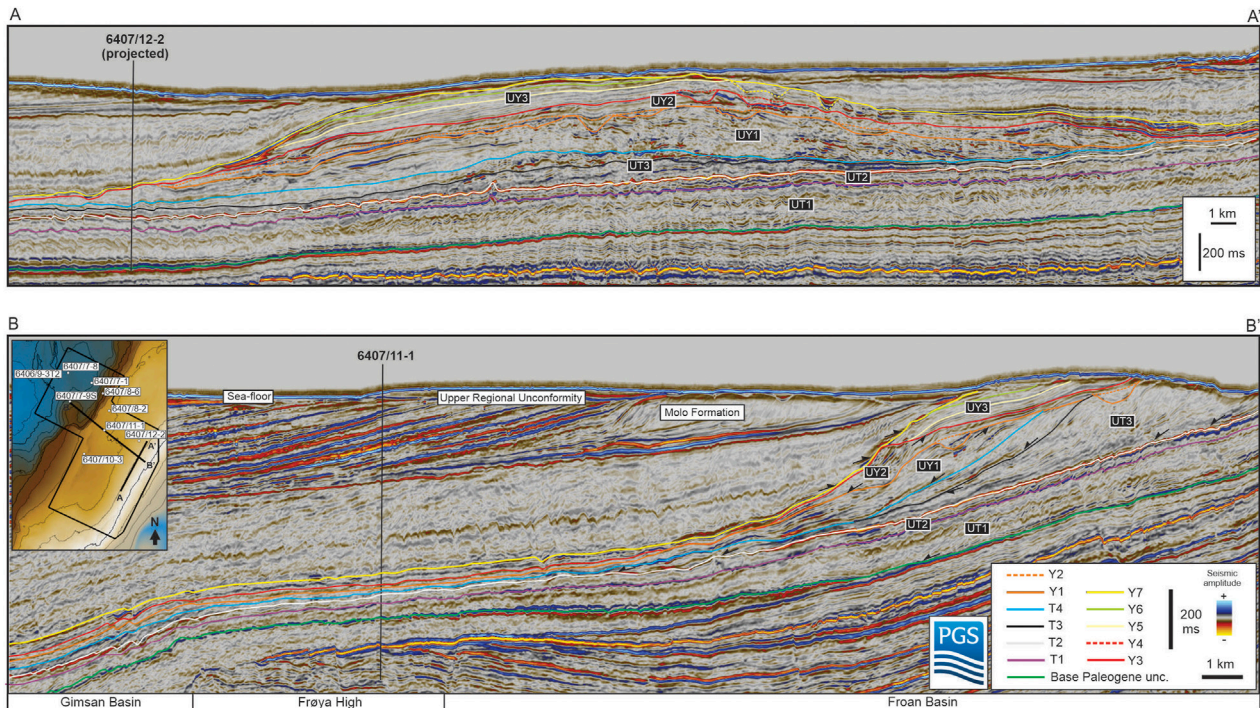 A
A'
6407/12-2
(projected)
UY3
UY2
UY1
UT3
UT2
UT1
1 km
200 ms
B
B'
6407/11-1
Sea-floor
Upper Regional Unconformity
Molo Formation
UY3
UT3
UY2
UY1
UT2
UT1
6407/7-8
6406/9-3T2
6407/7-1
6407/8-6
6407/7-9S
6407/8-2
6407/11-1
6407/12-2
A'
B'
6407/10-3
A
N
PGS
Y2
Y1
T4
T3
T2
T1
Base Paleogene unc.
Y7
Y6
Y5
Y4
Y3
200
ms
Seismic
amplitude
+
-
1 km
Gimsan Basin
Frøya High
Froan Basin